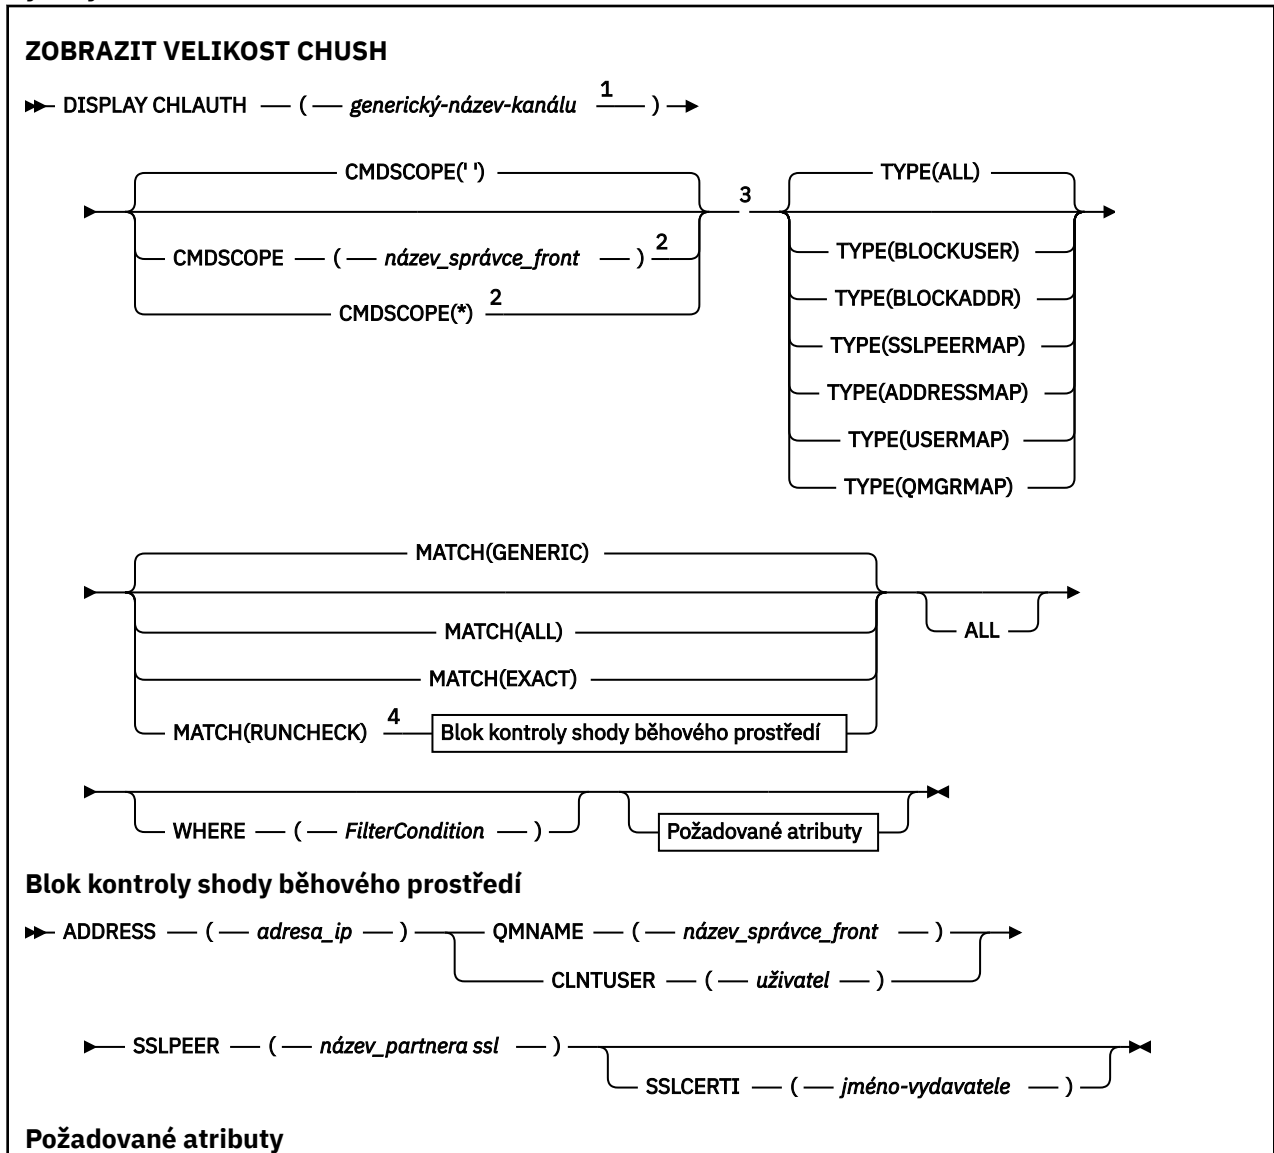 ZOBRAZIT VELIKOST CHUSH
DISPLAY CHLAUTH ( generický-název-kanálu 1 )
CMDSCOPE(' ')
CMDSCOPE ( název_správce_front ) 2
CMDSCOPE(*) 2
3
TYPE(ALL)
TYPE(BLOCKUSER)
TYPE(BLOCKADDR)
TYPE(SSLPEERMAP)
TYPE(ADDRESSMAP)
TYPE(USERMAP)
TYPE(QMGRMAP)
MATCH(GENERIC)
MATCH(ALL)
MATCH(EXACT)
MATCH(RUNCHECK) 4 Blok kontroly shody běhového prostředí
ALL
WHERE ( FilterCondition )
Požadované atributy
Blok kontroly shody běhového prostředí
ADDRESS ( adresa_ip ) QMNAME ( název_správce_front )
CLNTUSER ( uživatel )
SSLPEER ( název_partnera ssl )
SSLCERTI ( jméno-vydavatele )
Požadované atributy